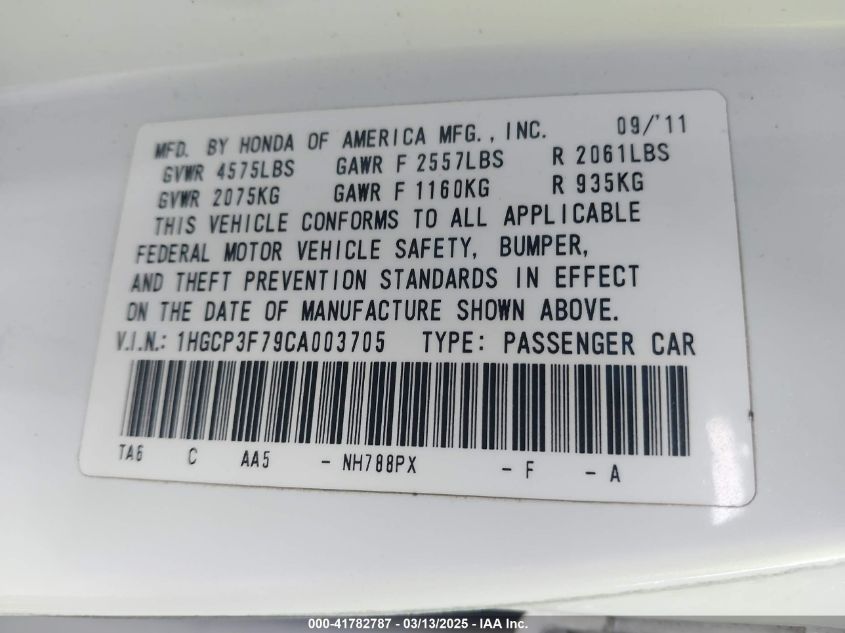 MFD. BY HONDA OF AMERICA MFG., INC. 09/'11
GVWR 4575LBS GAWR F 2557LBS R 2061LBS
GVWR 2075KG GAWR F 1160KG R 935KG
THIS VEHICLE CONFORMS TO ALL APPLICABLE
FEDERAL MOTOR VEHICLE SAFETY, BUMPER,
AND THEFT PREVENTION STANDARDS IN EFFECT
ON THE DATE OF MANUFACTURE SHOWN ABOVE.
V.I.N.: 1HGCP3F79CA003705 TYPE: PASSENGER CAR
TA6 C AA5 - NH788PX - F - A
000-41782787 - 03/13/2025 - IAA Inc.